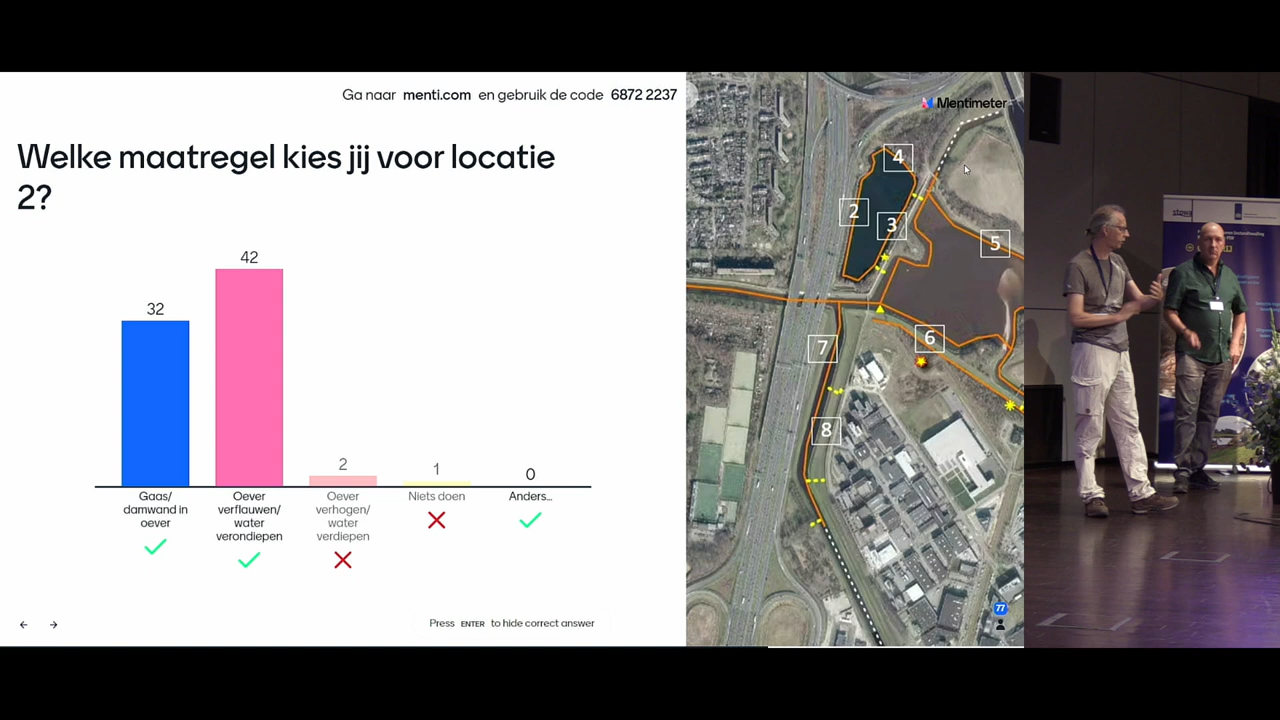 Ga naar menti.com en gebruik de code 6872 2237
Mentimeter
Welke maatregel kies jij voor locatie
2?
32
42
2
1
0
Gaas/
damwand in
oever
Oever
verflauwen/
water
verondiepen
Oever
verhogen/
water
verdiepen
Niets doen
Anders...
Press ENTER to hide correct answer
4
2
3
5
6
7
8
77